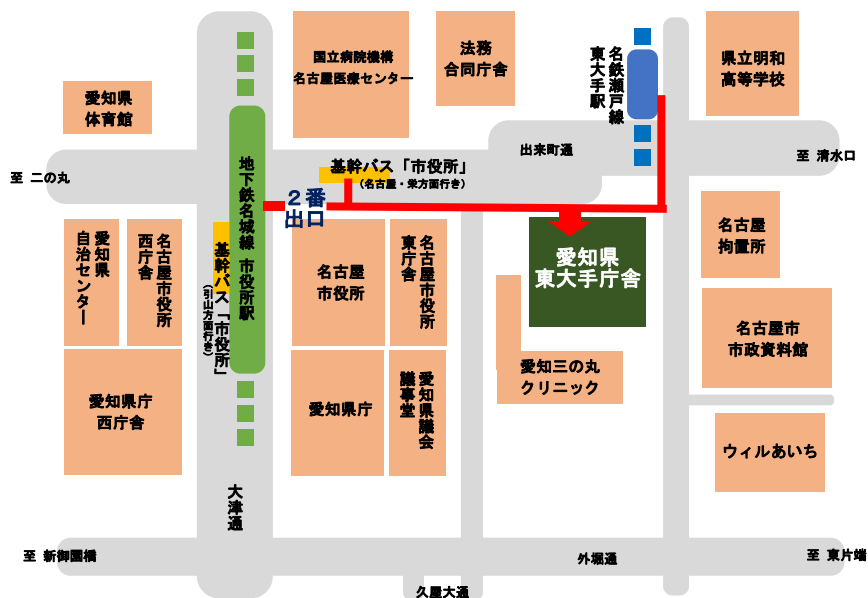 国立病院機構
名古屋医療センター
法務
合同庁舎
名鉄瀬戸線
東大手駅
県立明和
高等学校
愛知県
体育館
出来町通
至 清水口
至 二の丸
基幹バス「市役所」
(名古屋・栄方面行き)
地下鉄名城線 市役所駅
2番
出口
愛知県
自治センター
名古屋市役所
西庁舎
基幹バス「市役所」
(引山方面行き)
名古屋
市役所
名古屋市役所
東庁舎
愛知県
東大手庁舎
名古屋
拘置所
名古屋市
市政資料館
愛知県庁
西庁舎
愛知県庁
愛知県議会
議事堂
愛知三の丸
クリニック
ウィルあいち
大津通
至 新御園橋
外堀通
至 東片端
久屋大通